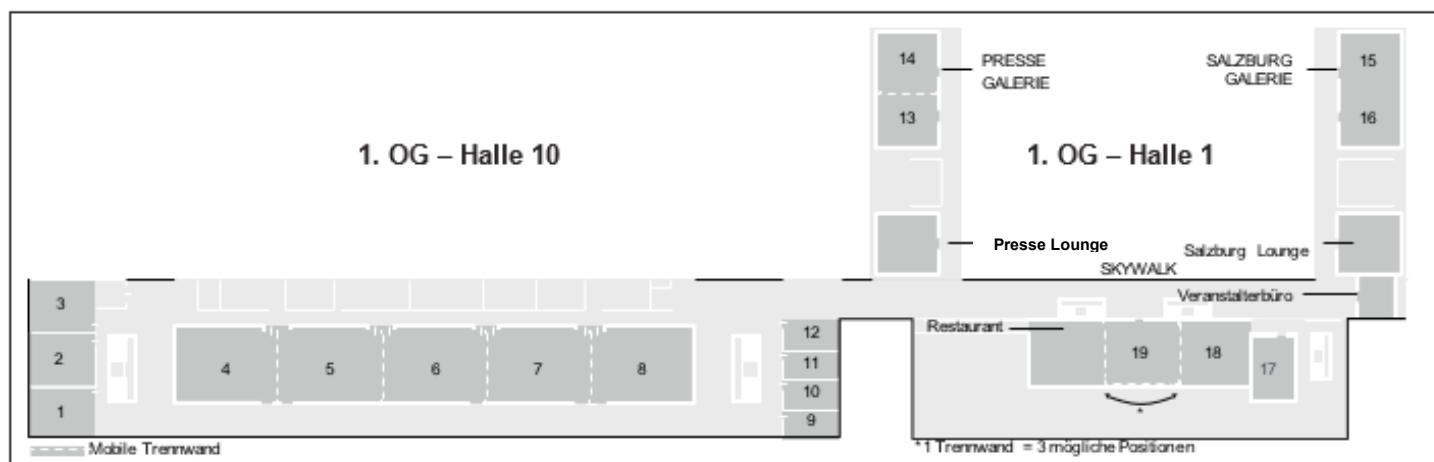 14
PRESSE
GALERIE
SALZBURG
GALERIE
15
13
16
1. OG – Halle 10
1. OG – Halle 1
Presse Lounge
Salzburg Lounge
SKYWALK
Veranstalterbüro
3
Restaurant
12
2
4
5
6
7
8
11
19
18
17
10
1
9
*
Mobile Trennwand
*1 Trennwand = 3 mögliche Positionen